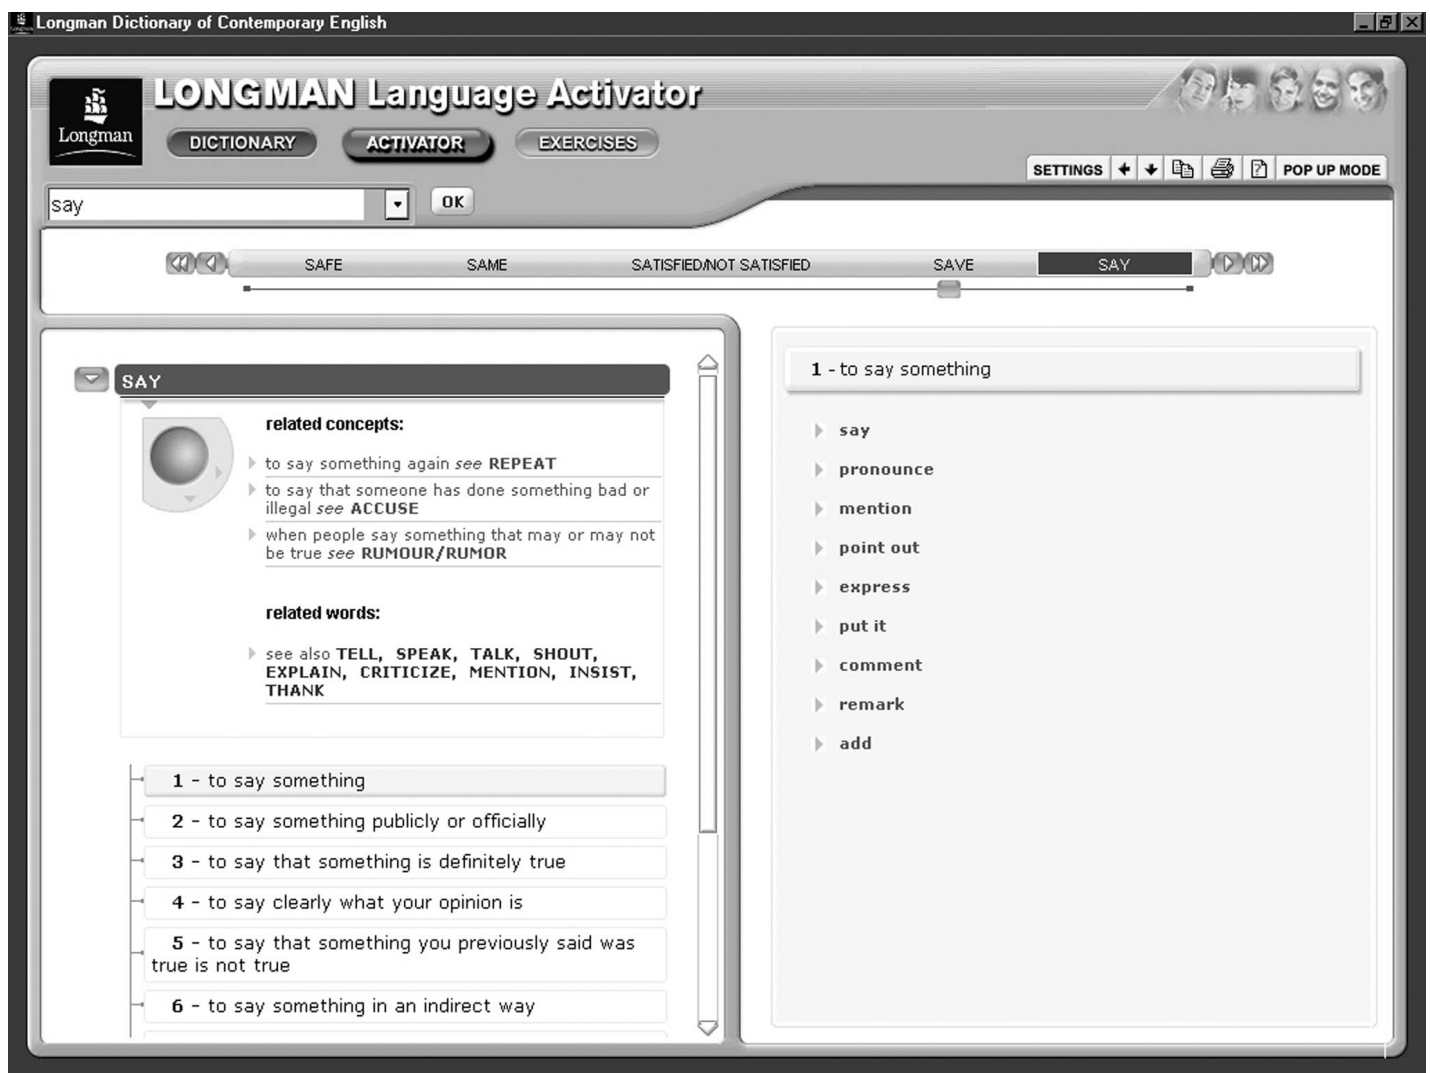 Longman Dictionary of Contemporary English
LONGMAN Language Activator
Longman
DICTIONARY ACTIVATOR EXERCISES
SETTINGS POP UP MODE
say OK
SAFE SAME SATISFIED/NOT SATISFIED SAVE SAY
SAY
related concepts:
to say something again see REPEAT
to say that someone has done something bad or
illegal see ACCUSE
when people say something that may or may not
be true see RUMOUR/RUMOR
related words:
see also TELL, SPEAK, TALK, SHOUT,
EXPLAIN, CRITICIZE, MENTION, INSIST,
THANK
1 - to say something
2 - to say something publicly or officially
3 - to say that something is definitely true
4 - to say clearly what your opinion is
5 - to say that something you previously said was
true is not true
6 - to say something in an indirect way
1 - to say something
say
pronounce
mention
point out
express
put it
comment
remark
add